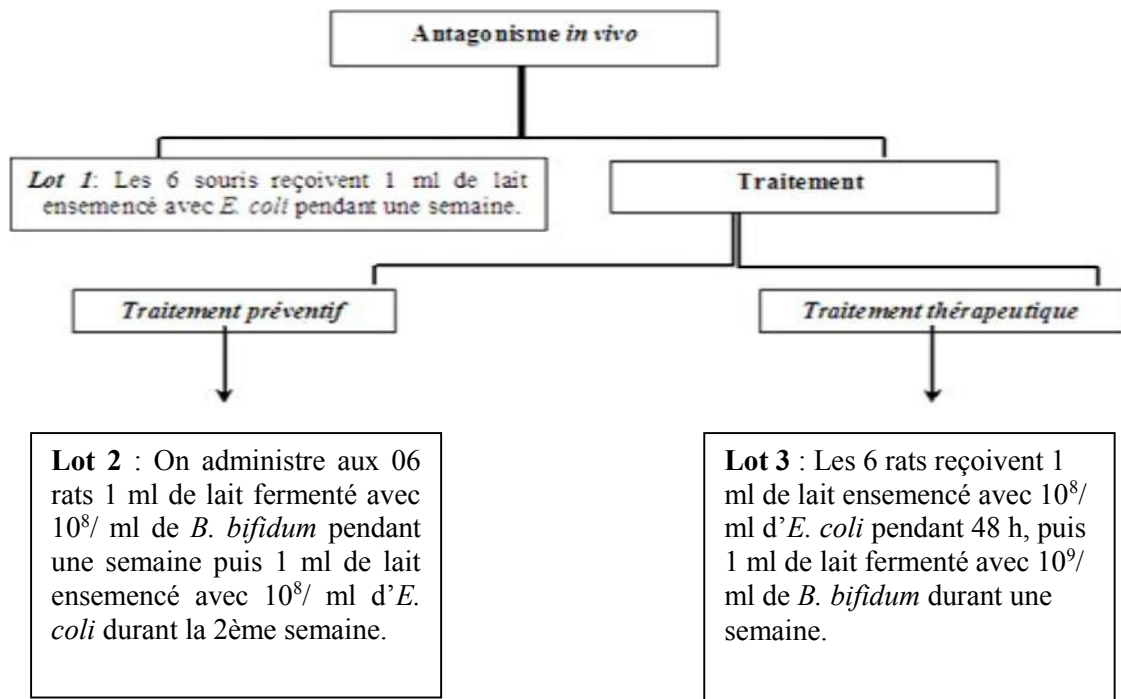 Antagonisme in vivo
Lot 1: Les 6 souris reçoivent 1 ml de lait
ensemencé avec E. coli pendant une semaine.
Traitement
Traitement préventif
Traitement thérapeutique
Lot 2 : On administre aux 06
rats 1 ml de lait fermenté avec
10⁸/ ml de B. bifidum pendant
une semaine puis 1 ml de lait
ensemencé avec 10⁸/ ml d’E.
coli durant la 2ème semaine.
Lot 3 : Les 6 rats reçoivent 1
ml de lait ensemencé avec 10⁸/
ml d’E. coli pendant 48 h, puis
1 ml de lait fermenté avec 10⁹/
ml de B. bifidum durant une
semaine.